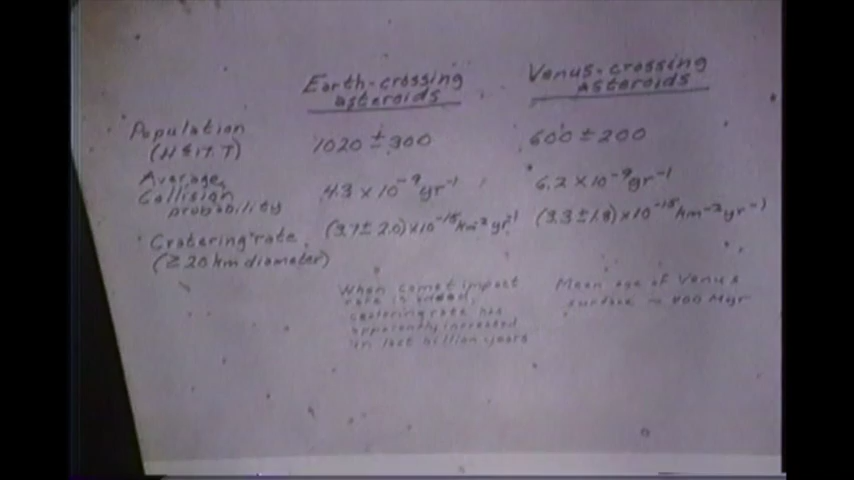 Earth-crossing
asteroids
Venus-crossing
asteroids
Population
(H≤17.7)
1020 ± 300
600 ± 200
Average
Collision
probability
4.3 × 10⁻⁹ yr⁻¹
6.2 × 10⁻⁹ yr⁻¹
Cratering rate
(≥20 km diameter)
(3.7 ± 2.0) × 10⁻¹⁵ km⁻² yr⁻¹
(3.3 ± 1.8) × 10⁻¹⁵ km⁻² yr⁻¹
When comet impact
rate is added,
cratering rate has
apparently increased
in last billion years
Mean age of Venus
surface ~ 400 Myr